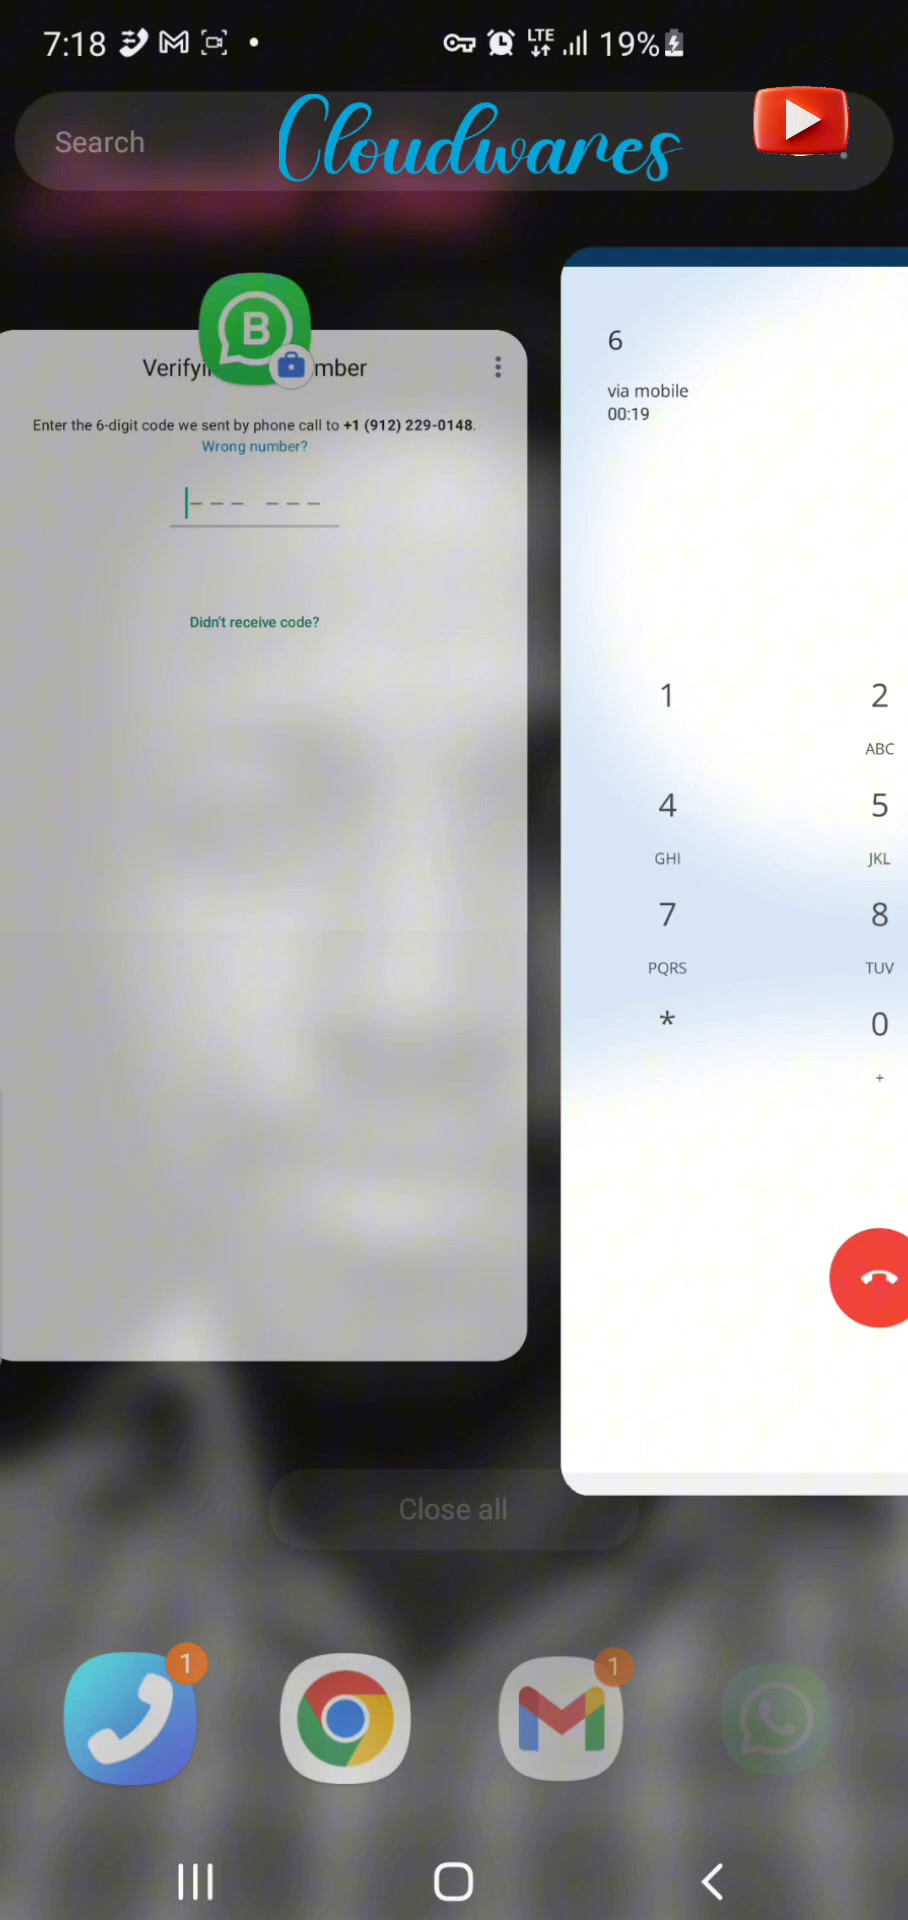 7:18 LTE 19%
Search
Cloudwares
B
Verifyi mber
Enter the 6-digit code we sent by phone call to +1 (912) 229-0148.
Wrong number?
--- ---
Didn't receive code?
6
via mobile
00:19
1 2
ABC
4 5
GHI JKL
7 8
PQRS TUV
* 0
+
Close all
1 1